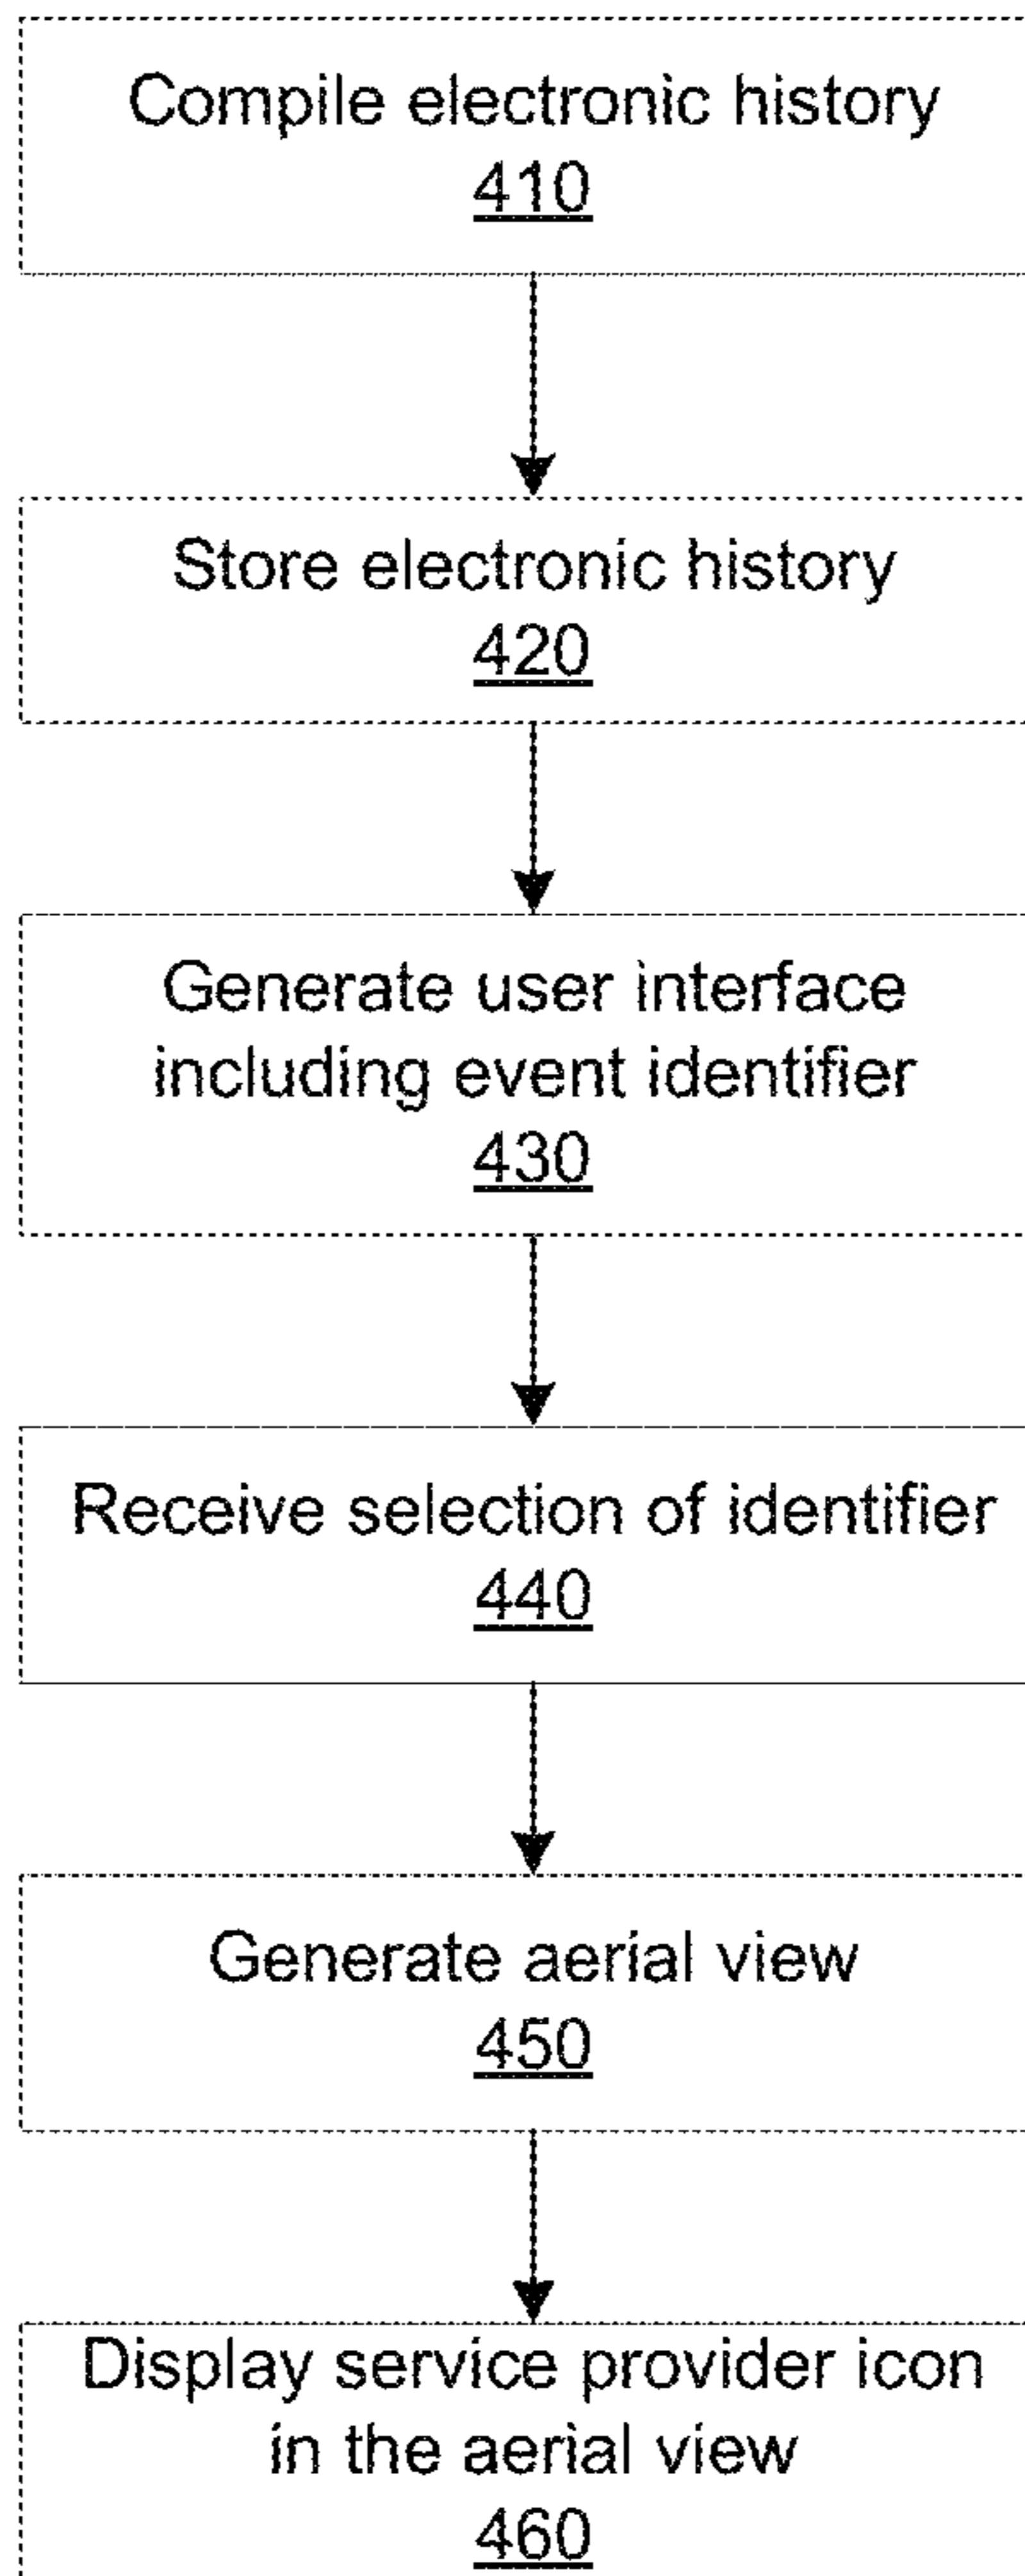 Compile electronic history
410
Store electronic history
420
Generate user interface
including event identifier
430
Receive selection of identifier
440
Generate aerial view
450
Display service provider icon
in the aerial view
460